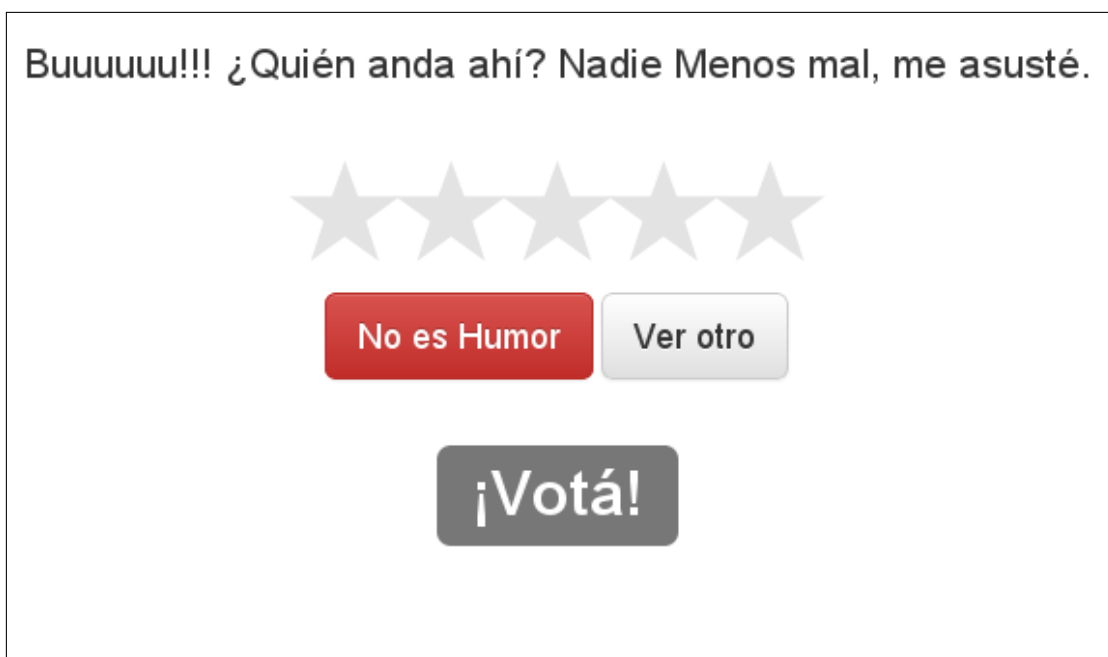 Buuuuuu!!! ¿Quién anda ahí? Nadie Menos mal, me asusté.
No es Humor Ver otro
¡Votá!